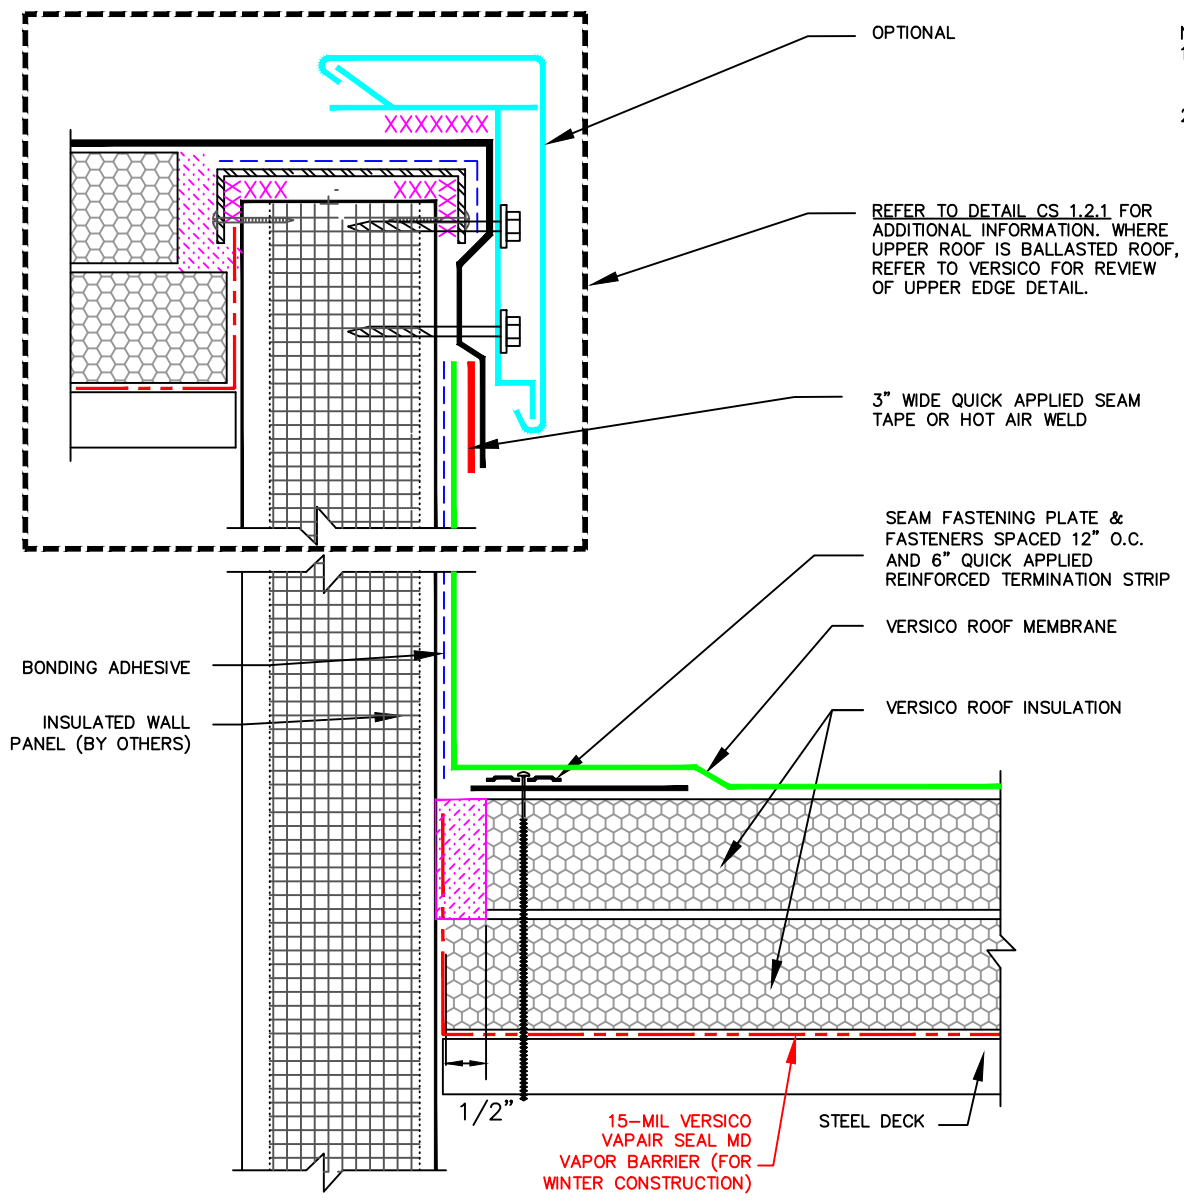 OPTIONAL
N
1
2
REFER TO DETAIL CS 1.2.1 FOR
ADDITIONAL INFORMATION. WHERE
UPPER ROOF IS BALLASTED ROOF,
REFER TO VERSICO FOR REVIEW
OF UPPER EDGE DETAIL.
3" WIDE QUICK APPLIED SEAM
TAPE OR HOT AIR WELD
SEAM FASTENING PLATE &
FASTENERS SPACED 12" O.C.
AND 6" QUICK APPLIED
REINFORCED TERMINATION STRIP
VERSICO ROOF MEMBRANE
BONDING ADHESIVE
VERSICO ROOF INSULATION
INSULATED WALL
PANEL (BY OTHERS)
1/2"
15-MIL VERSICO
VAPAIR SEAL MD
VAPOR BARRIER (FOR
WINTER CONSTRUCTION)
STEEL DECK